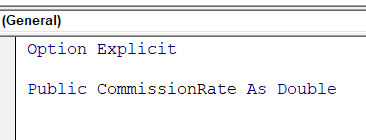 (General)
Option Explicit
Public CommissionRate As Double